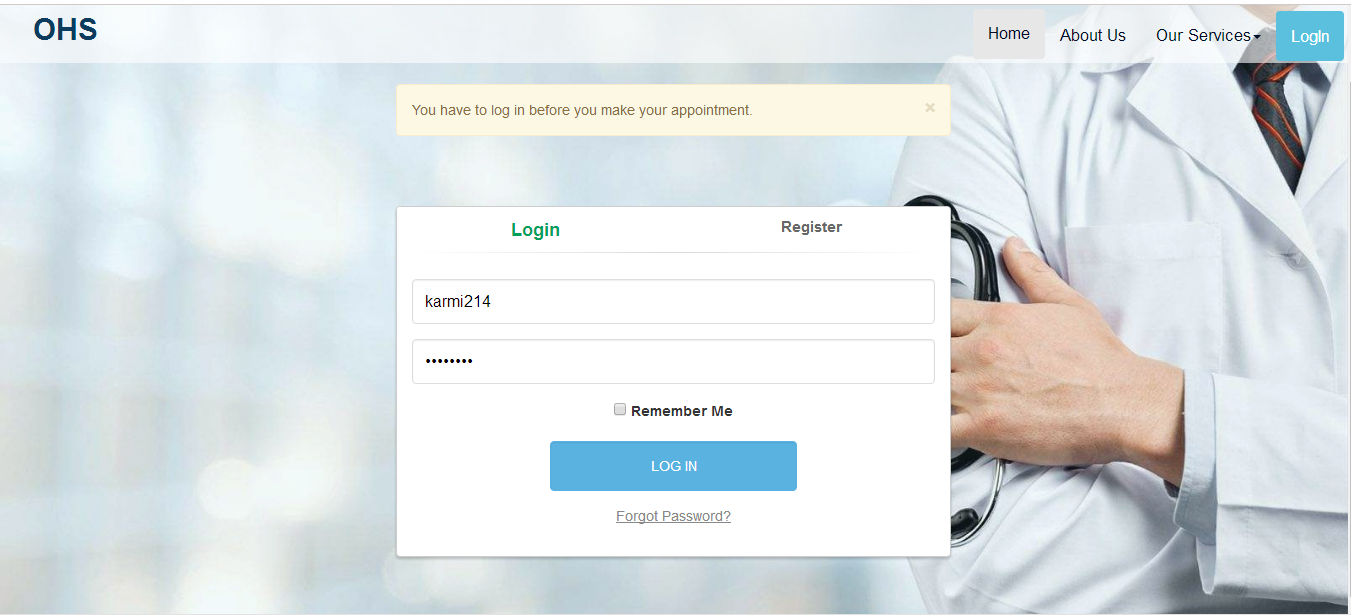 OHS
Home
About Us
Our Services
Login
You have to log in before you make your appointment.
×
Login
Register
karmi214
••••••••
Remember Me
LOG IN
Forgot Password?